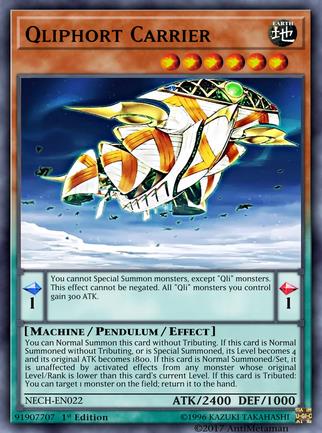 Qliphort Carrier
EARTH
地
You cannot Special Summon monsters, except "Qli" monsters.
This effect cannot be negated. All "Qli" monsters you control
gain 300 ATK.
1
1
[Machine / Pendulum / Effect]
You can Normal Summon this card without Tributing. If this card is Normal
Summoned without Tributing, or is Special Summoned, its Level becomes 4
and its original ATK becomes 1800. If this card is Normal Summoned/Set, it
is unaffected by activated effects from any monster whose original
Level/Rank is lower than this card's current Level. If this card is Tributed:
You can target 1 monster on the field; return it to the hand.
NECH-EN022
ATK/2400 DEF/1000
91907707 1st Edition
©1996 KAZUKI TAKAHASHI
©2017 AntiMetaman